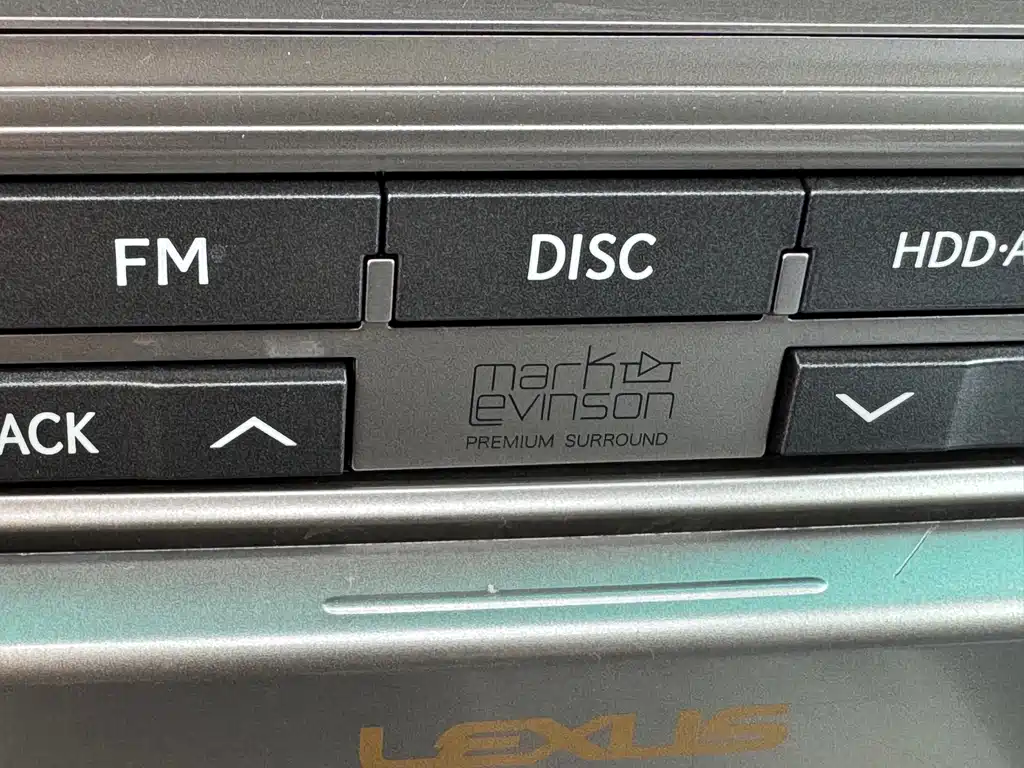 FM DISC HDD·A
ACK
mark
Levinson
PREMIUM SURROUND
LEXUS